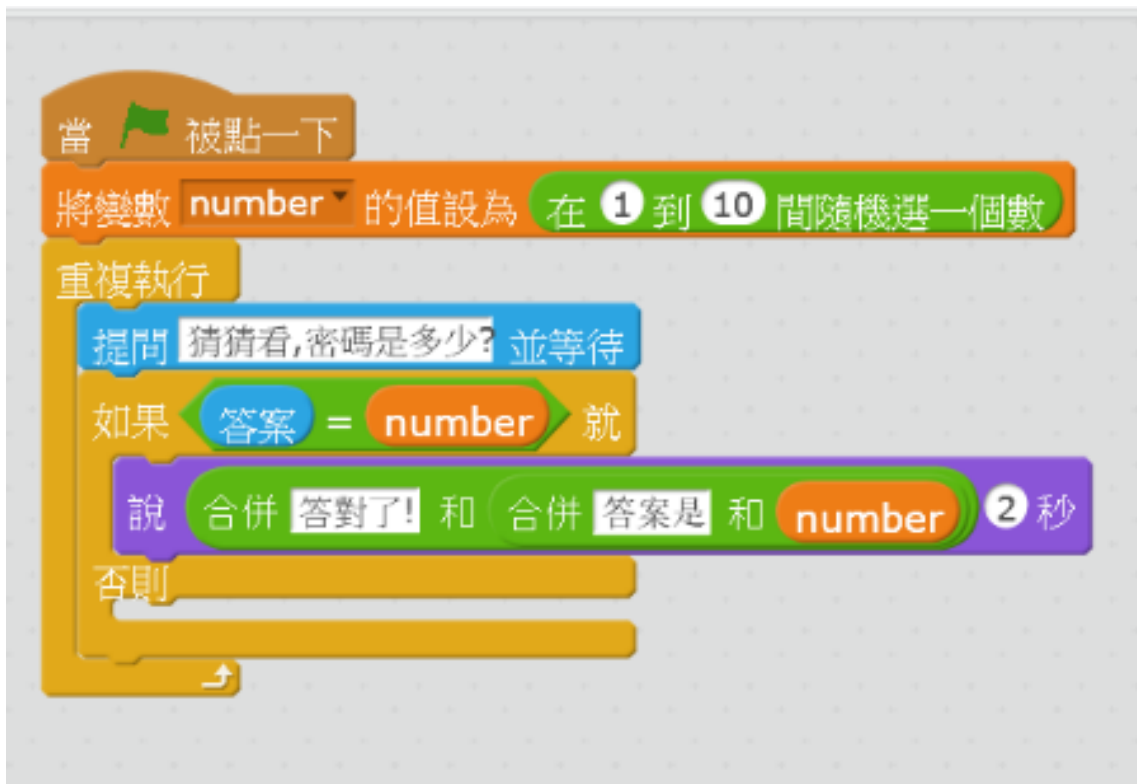 當 被點一下
將變數 number 的值設為 在 1 到 10 間隨機選一個數
重複執行
提問 猜猜看,密碼是多少? 並等待
如果 答案 = number 就
說 合併 答對了! 和 合併 答案是 和 number 2 秒
否則